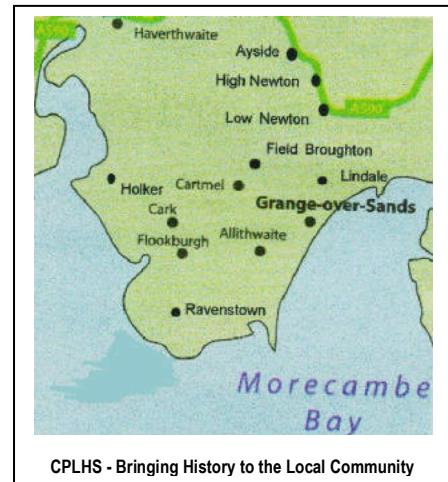 Haverthwaite
A590
Ayside
High Newton
A590
Low Newton
Field Broughton
Holker
Cartmel
Lindale
Cark
Grange-over-Sands
Flookburgh
Allithwaite
Ravenstown
Morecambe
Bay
CPLHS - Bringing History to the Local Community